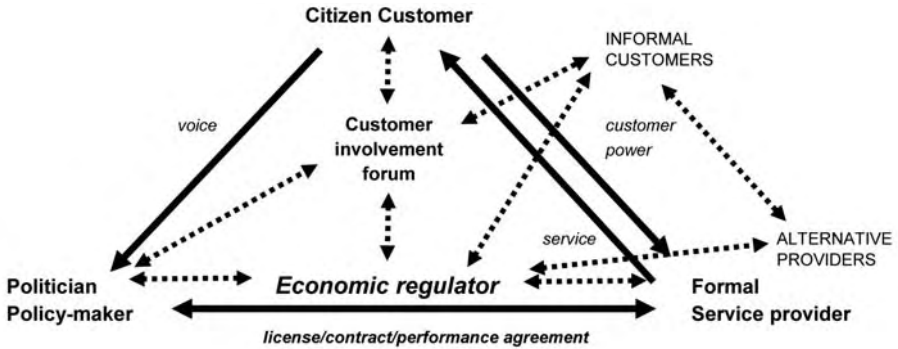 Citizen Customer
INFORMAL
CUSTOMERS
voice
Customer
involvement
forum
customer
power
service
ALTERNATIVE
PROVIDERS
Politician
Policy-maker
Economic regulator
Formal
Service provider
license/contract/performance agreement